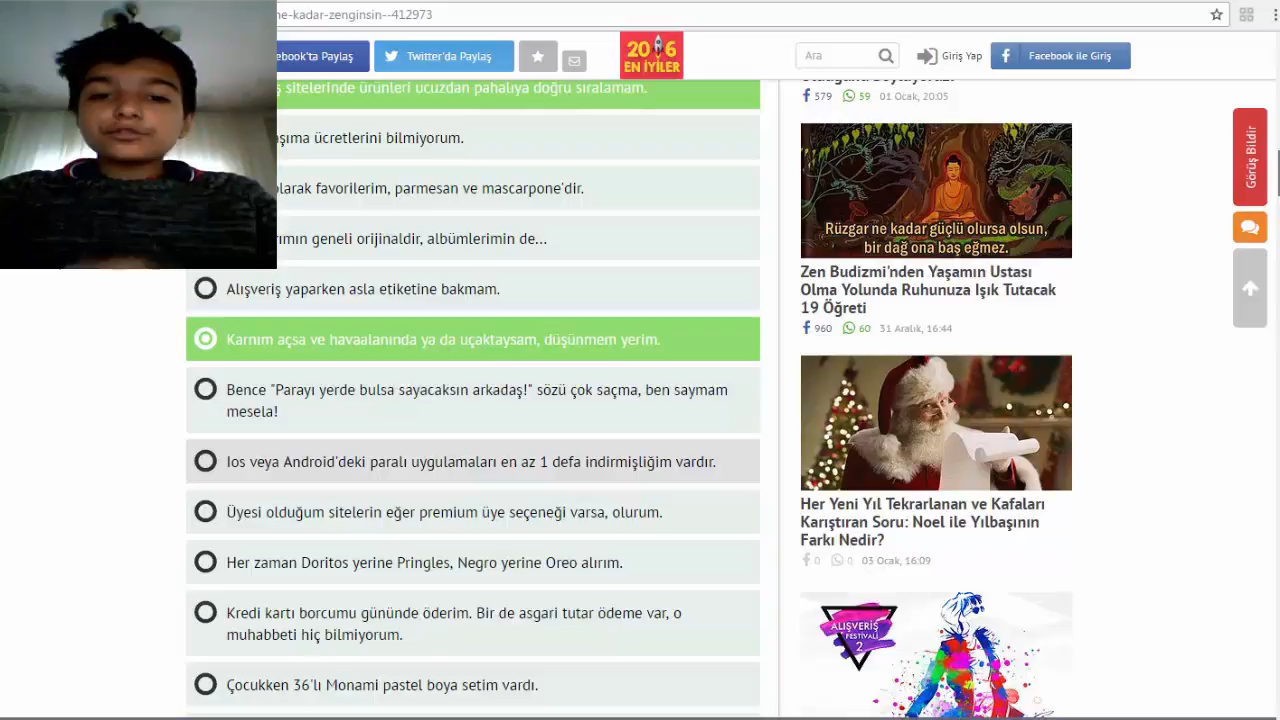 ne-kadar-zenginsin--412973
ebook'ta Paylaş
Twitter'da Paylaş
2016
EN İYİLER
Ara
Giriş Yap
Facebook ile Giriş
ş sitelerinde ürünleri ucuzdan pahalıya doğru sıralamam.
şıma ücretlerini bilmiyorum.
olarak favorilerim, parmesan ve mascarpone'dir.
rımın geneli orijinaldir, albümlerimin de...
Alışveriş yaparken asla etiketine bakmam.
Karnım açsa ve havaalanında ya da uçaktaysam, düşünmem yerim.
Bence "Parayı yerde bulsa sayacaksın arkadaş!" sözü çok saçma, ben saymam
mesela!
Ios veya Android'deki paralı uygulamaları en az 1 defa indirmişliğim vardır.
Üyesi olduğum sitelerin eğer premium üye seçeneği varsa, olurum.
Her zaman Doritos yerine Pringles, Negro yerine Oreo alırım.
Kredi kartı borcumu gününde öderim. Bir de asgari tutar ödeme var, o
muhabbeti hiç bilmiyorum.
Çocukken 36'lı Monami pastel boya setim vardı.
579 59 01 Ocak, 20:05
Rüzgar ne kadar güçlü olursa olsun,
bir dağ ona baş eğmez.
Zen Budizmi'nden Yaşamın Ustası
Olma Yolunda Ruhunuza Işık Tutacak
19 Öğreti
960 60 31 Aralık, 16:44
Her Yeni Yıl Tekrarlanan ve Kafaları
Karıştıran Soru: Noel ile Yılbaşının
Farkı Nedir?
0 0 03 Ocak, 16:09
ALIŞVERİŞ
FESTİVALİ
2
Görüş Bildir